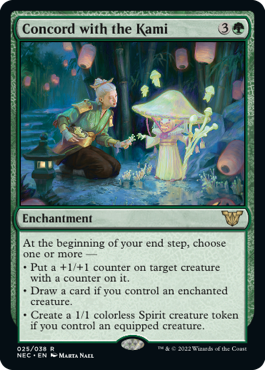 Concord with the Kami 3
Enchantment
At the beginning of your end step, choose
one or more —
• Put a +1/+1 counter on target creature
with a counter on it.
• Draw a card if you control an enchanted
creature.
• Create a 1/1 colorless Spirit creature token
if you control an equipped creature.
025/038 R
NEC • EN Marta Nael
™ & © 2022 Wizards of the Coast